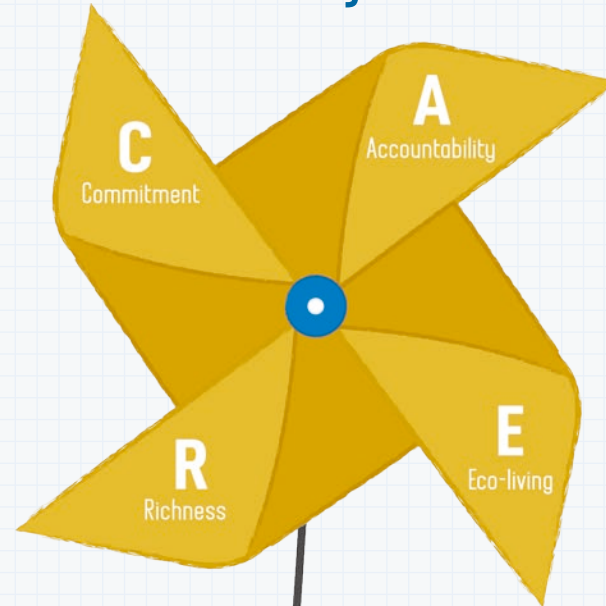 C
Commitment
A
Accountability
R
Richness
E
Eco-living